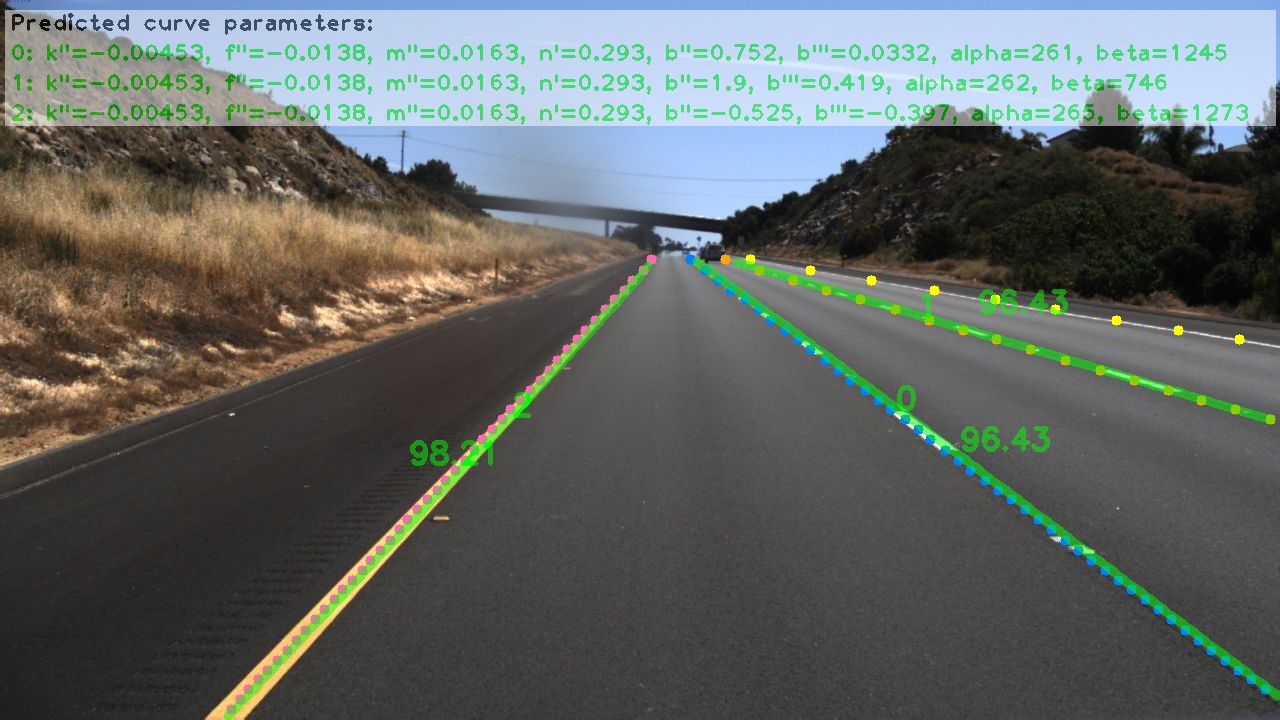 Predicted curve parameters:
0: k''=-0.00453, f''=-0.0138, m''=0.0163, n'=0.293, b''=0.752, b'''=0.0332, alpha=261, beta=1245
1: k''=-0.00453, f''=-0.0138, m''=0.0163, n'=0.293, b''=1.9, b'''=0.419, alpha=262, beta=746
2: k''=-0.00453, f''=-0.0138, m''=0.0163, n'=0.293, b''=-0.525, b'''=-0.397, alpha=265, beta=1273
1 96.43
0
2
96.43
98.21